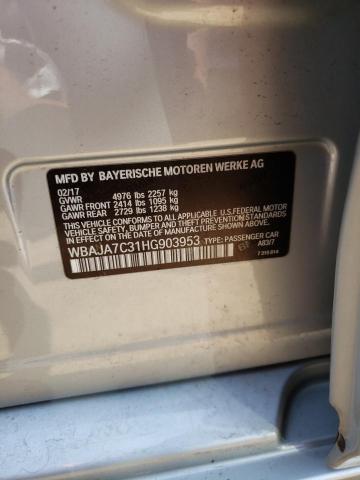 MFD BY BAYERISCHE MOTOREN WERKE AG
02/17
GVWR 4976 lbs 2257 kg
GAWR FRONT 2414 lbs 1095 kg
GAWR REAR 2729 lbs 1238 kg
THIS VEHICLE CONFORMS TO ALL APPLICABLE U.S.FEDERAL MOTOR
VEHICLE SAFETY, BUMPER AND THEFT PREVENTION STANDARDS
IN EFFECT ON THE DATE OF MANUFACTURE SHOWN ABOVE.
WBAJA7C31HG903953 TYPE: PASSENGER CAR
A83/7